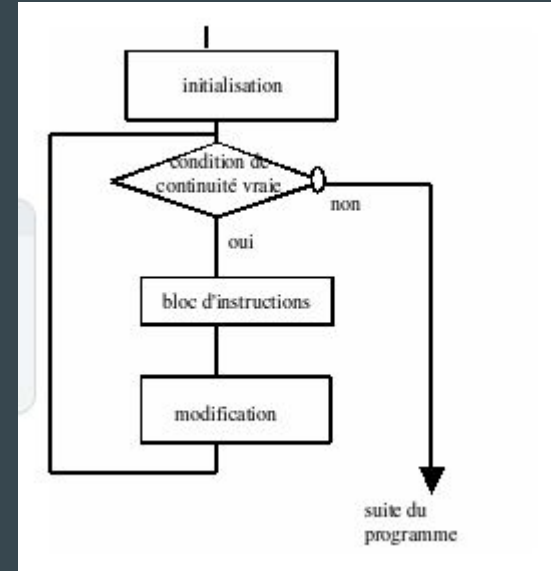 initialisation
condition de
continuité vraie
non
oui
bloc d'instructions
modification
suite du
programme